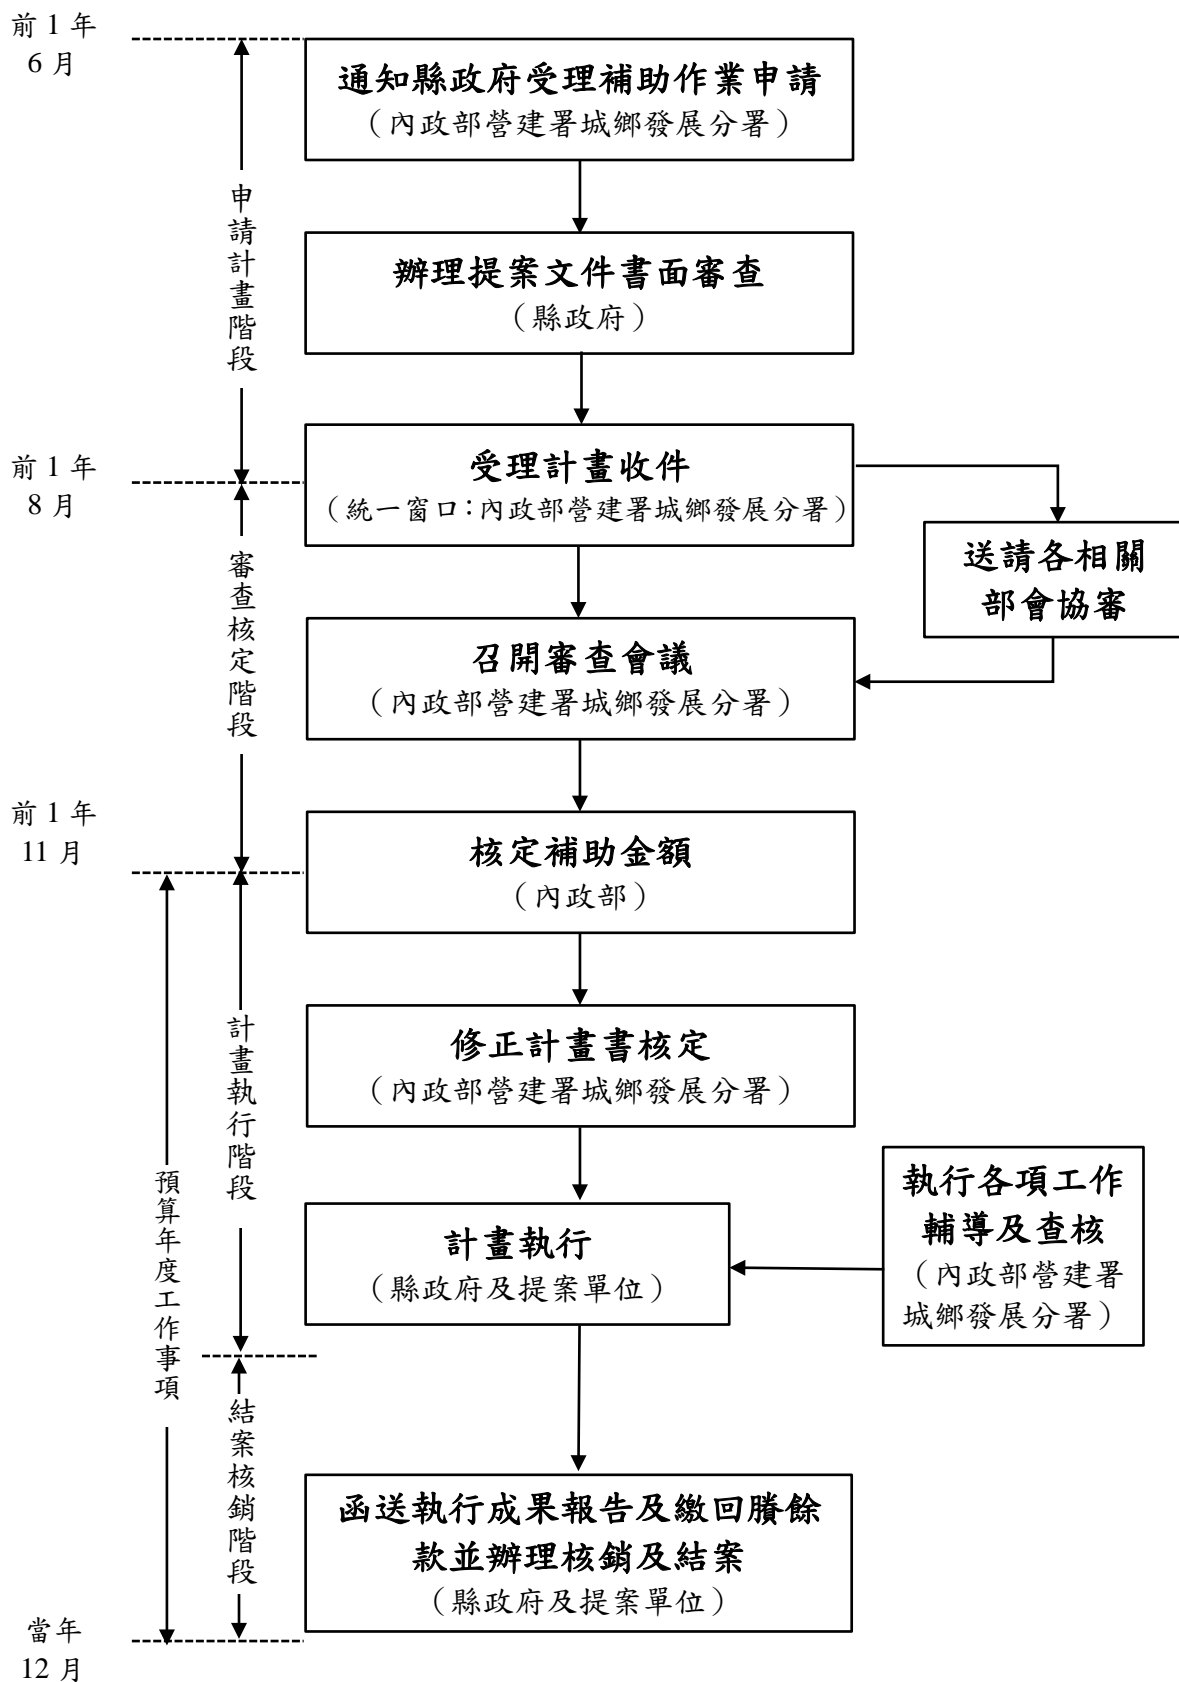 前 1 年
6 月
通知縣政府受理補助作業申請
（內政部營建署城鄉發展分署）
申請計畫階段
辦理提案文件書面審查
（縣政府）
前 1 年
8 月
受理計畫收件
（統一窗口：內政部營建署城鄉發展分署）
送請各相關
部會協審
審查核定階段
召開審查會議
（內政部營建署城鄉發展分署）
前 1 年
11 月
核定補助金額
（內政部）
修正計畫書核定
（內政部營建署城鄉發展分署）
計畫執行階段
預算年度工作事項
計畫執行
（縣政府及提案單位）
執行各項工作
輔導及查核
（內政部營建署
城鄉發展分署）
結案核銷階段
函送執行成果報告及繳回賸餘
款並辦理核銷及結案
（縣政府及提案單位）
當年
12 月